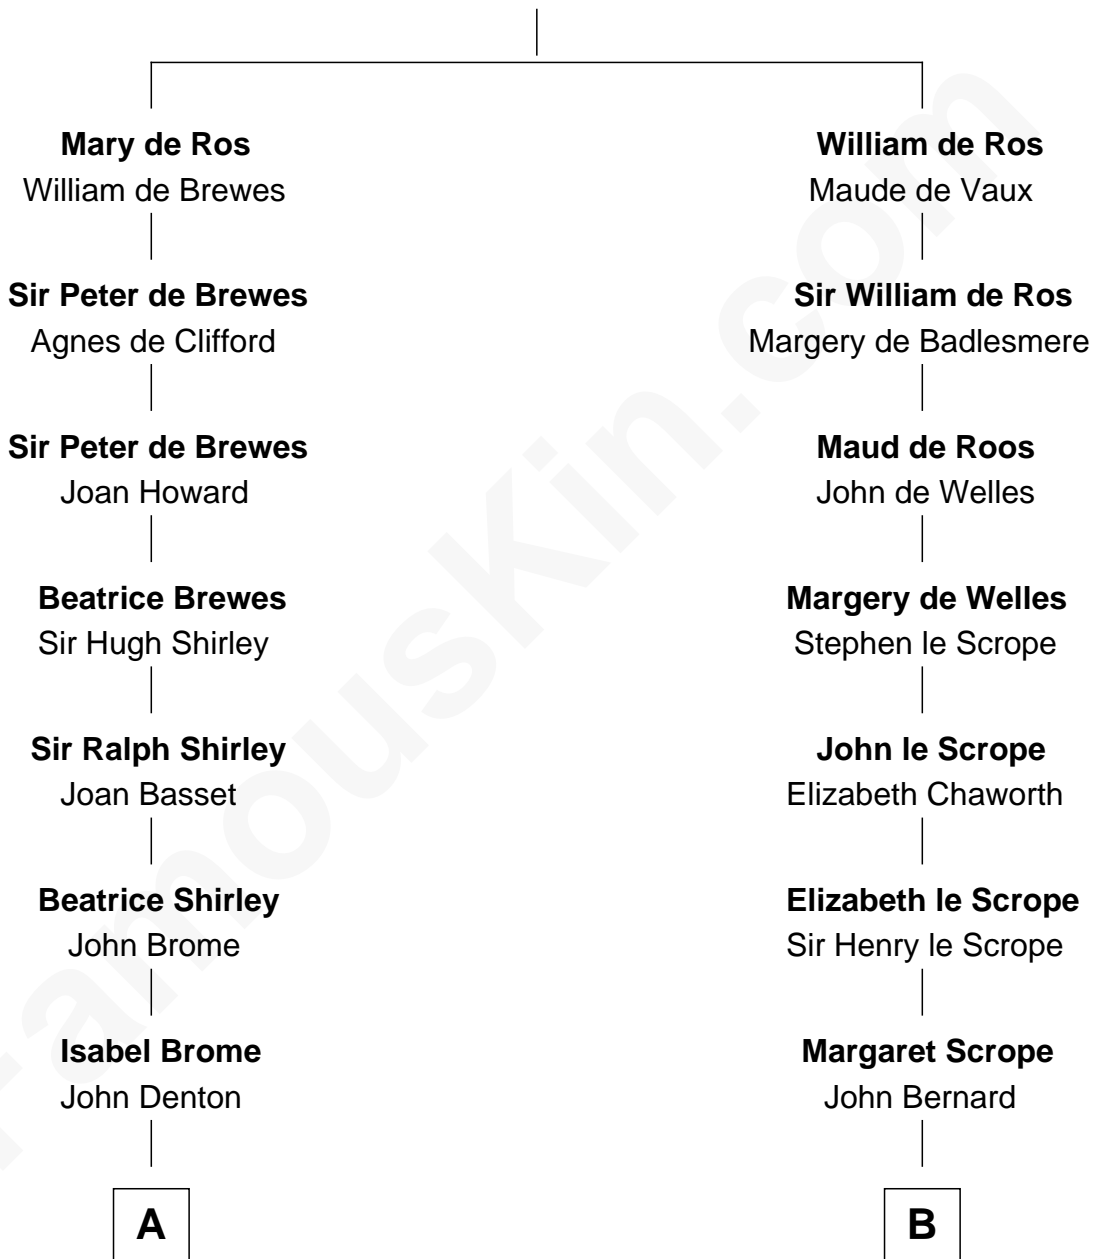 Mary de Ros
William de Brewes
Sir Peter de Brewes
Agnes de Clifford
Sir Peter de Brewes
Joan Howard
Beatrice Brewes
Sir Hugh Shirley
Sir Ralph Shirley
Joan Basset
Beatrice Shirley
John Brome
Isabel Brome
John Denton
A
William de Ros
Maude de Vaux
Sir William de Ros
Margery de Badlesmere
Maud de Roos
John de Welles
Margery de Welles
Stephen le Scrope
John le Scrope
Elizabeth Chaworth
Elizabeth le Scrope
Sir Henry le Scrope
Margaret Scrope
John Bernard
B
FamousKin.com